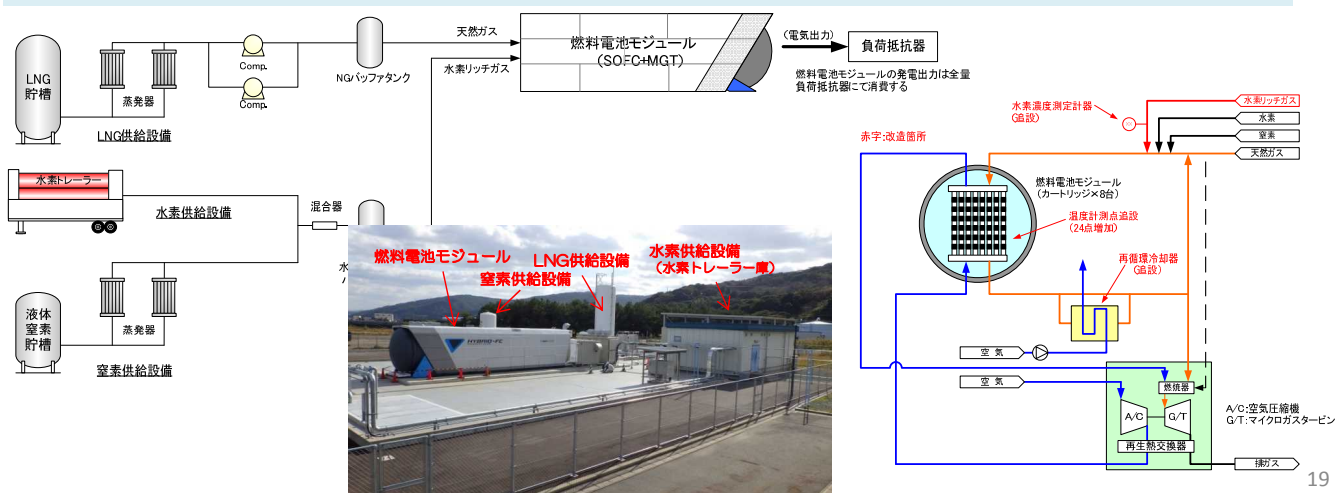 LNG
貯槽
蒸発器
LNG供給設備
Comp.
Comp.
NGバッファタンク
天然ガス
水素リッチガス
燃料電池モジュール
(SOFC+MGT)
(電気出力)
負荷抵抗器
燃料電池モジュールの発電出力は全量
負荷抵抗器にて消費する
水素トレーラー
水素供給設備
混合器
液体
窒素
貯槽
蒸発器
窒素供給設備
燃料電池モジュール
窒素供給設備
LNG供給設備
水素供給設備
(水素トレーラー庫)
HYBRID-FC
赤字:改造箇所
水素濃度測定計器
(追設)
水素リッチガス
水素
窒素
天然ガス
燃料電池モジュール
(カートリッジ×8台)
温度計測点追設
(24点増加)
再循環冷却器
(追設)
空気
空気
燃焼器
A/C
G/T
再生熱交換器
A/C:空気圧縮機
G/T:マイクロガスタービン
排ガス
19